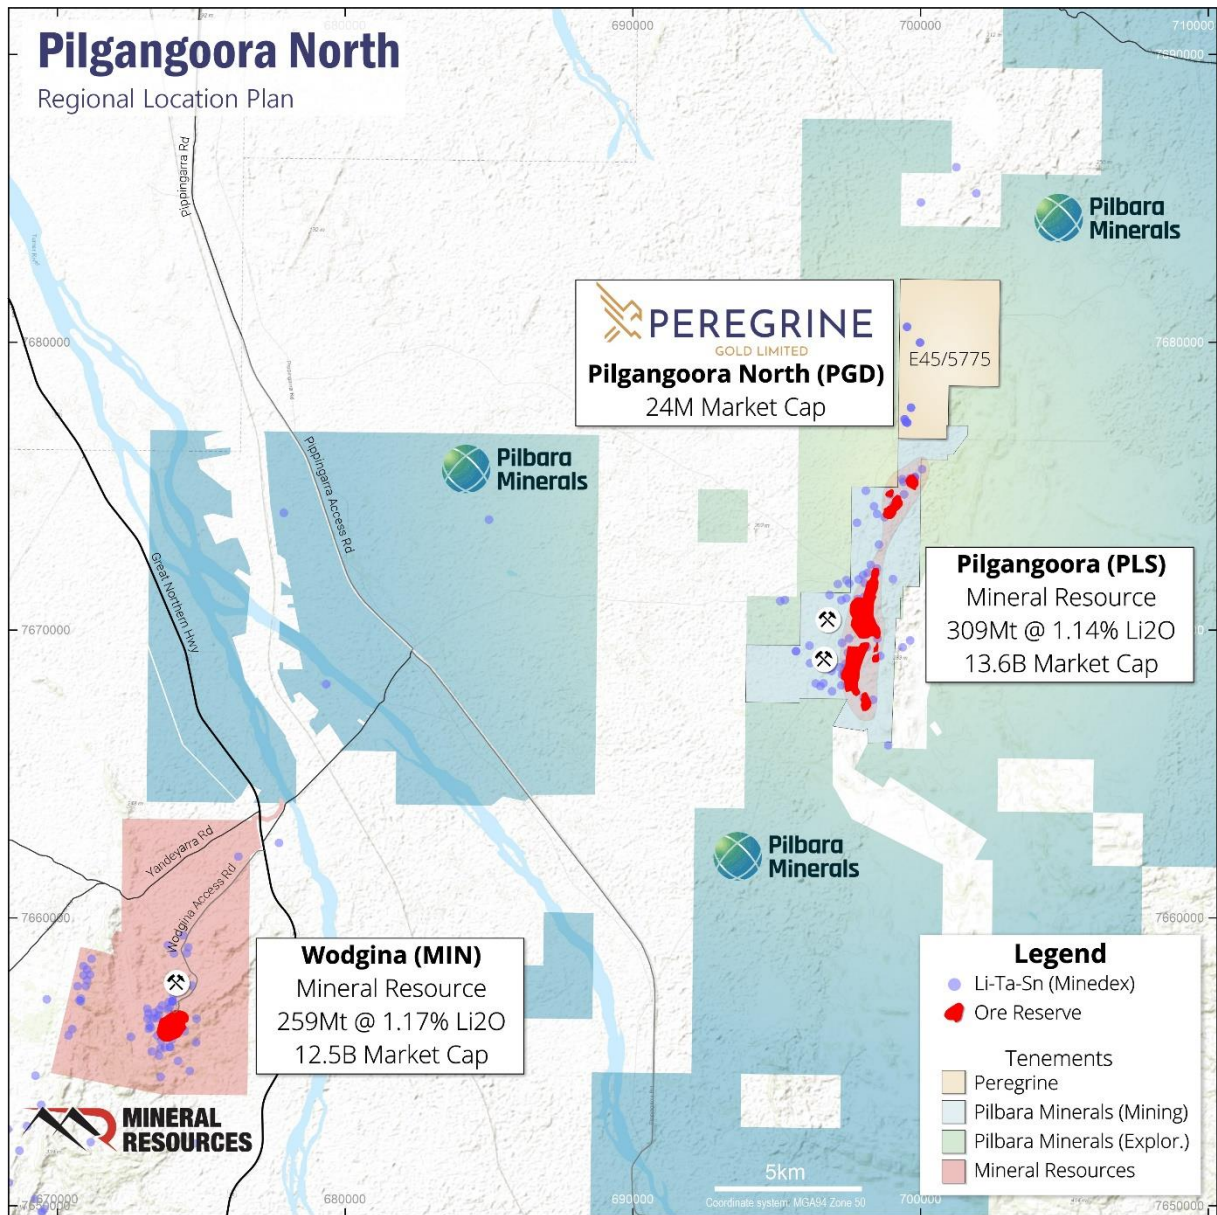 Pilgangoora North
Regional Location Plan
690000
700000
710000
7690000
Pippingarra Rd
Pilbara
Minerals
PEREGRINE
GOLD LIMITED
Pilgangoora North (PGD)
24M Market Cap
E45/5775
7680000
7680000
Pilbara
Minerals
Pippingarra Access Rd
Great Northern Hwy
Pilgangoora (PLS)
Mineral Resource
309Mt @ 1.14% Li2O
13.6B Market Cap
7670000
Yandeyarra Rd
Wodgina Access Rd
Pilbara
Minerals
7660000
7660000
Wodgina (MIN)
Mineral Resource
259Mt @ 1.17% Li2O
12.5B Market Cap
MINERAL
RESOURCES
Legend
Li-Ta-Sn (Minedex)
Ore Reserve
Tenements
Peregrine
Pilbara Minerals (Mining)
Pilbara Minerals (Explor.)
Mineral Resources
5km
Coordinate system: MGA94 Zone 50
7650000
670000
680000
690000
700000
7650000